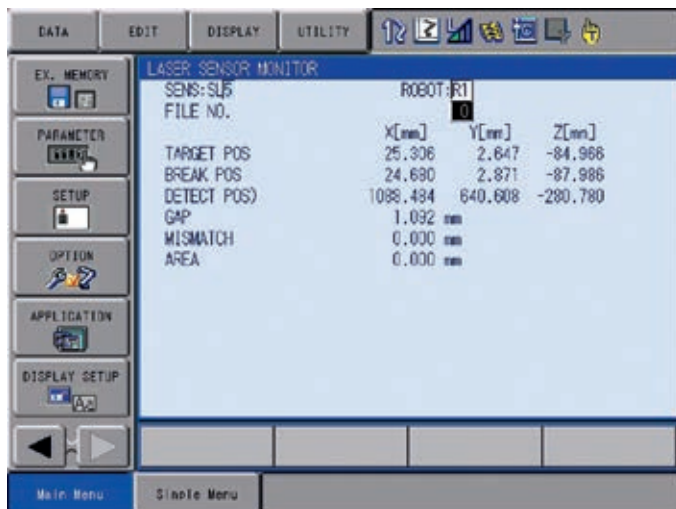 DATA EDIT DISPLAY UTILITY
EX. MEMORY
PARAMETER
SETUP
OPTION
APPLICATION
DISPLAY SETUP
LASER SENSOR MONITOR
SENS:SL5 ROBOT:R1
FILE NO. 0
X[mm] Y[mm] Z[mm]
TARGET POS 25.306 2.647 -84.966
BREAK POS 24.680 2.871 -87.986
DETECT POS) 1088.484 640.608 -280.780
GAP 1.092 mm
MISMATCH 0.000 mm
AREA 0.000 mm
Main Menu Simple Menu